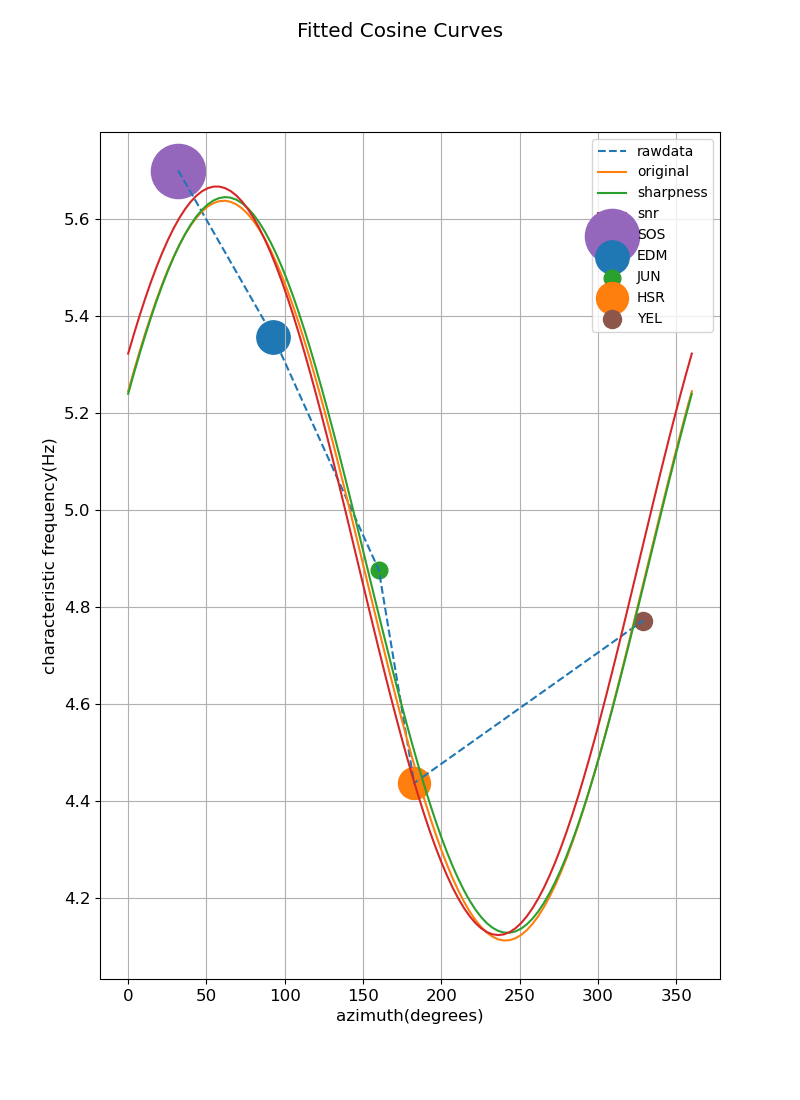 Fitted Cosine Curves
rawdata
original
sharpness
snr
SOS
EDM
JUN
HSR
YEL
5.6
5.4
5.2
5.0
4.8
4.6
4.4
4.2
characteristic frequency(Hz)
0 50 100 150 200 250 300 350
azimuth(degrees)